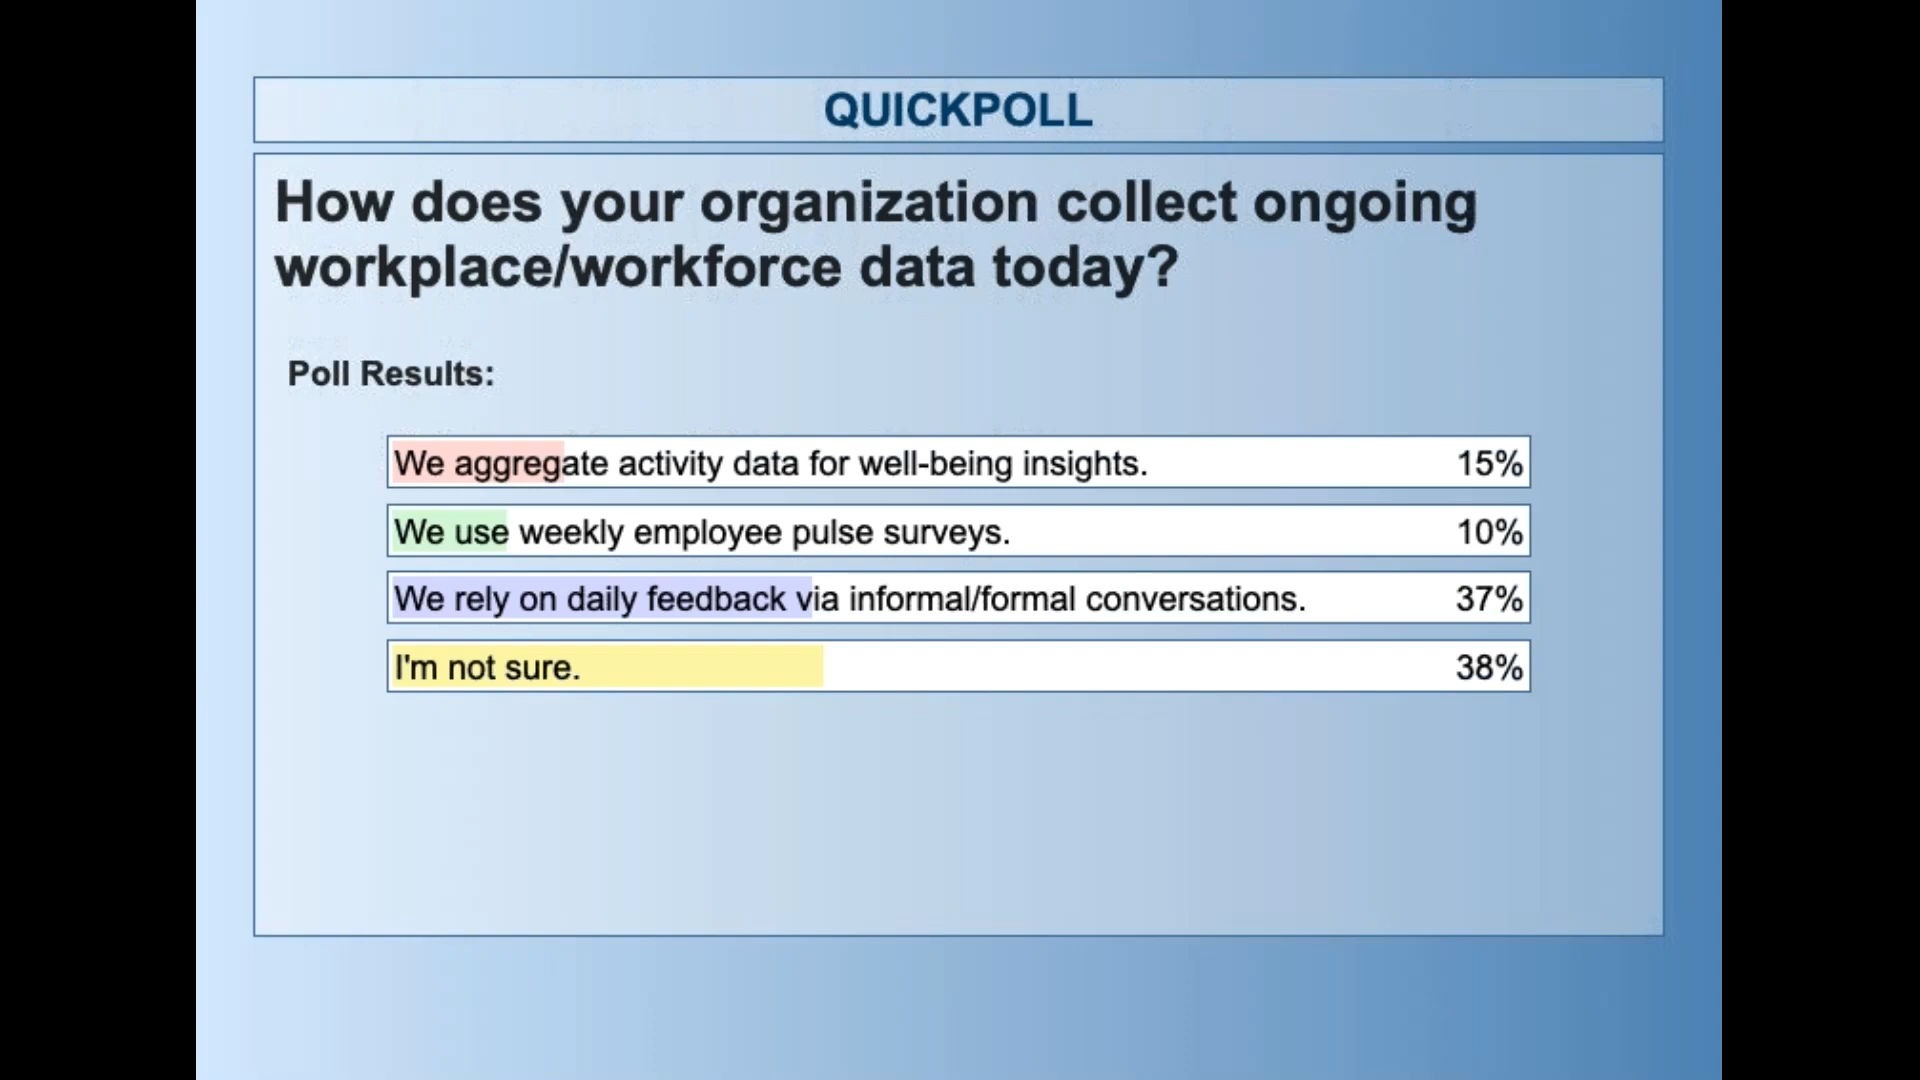 QUICKPOLL
How does your organization collect ongoing
workplace/workforce data today?
Poll Results:
We aggregate activity data for well-being insights. 15%
We use weekly employee pulse surveys. 10%
We rely on daily feedback via informal/formal conversations. 37%
I'm not sure. 38%